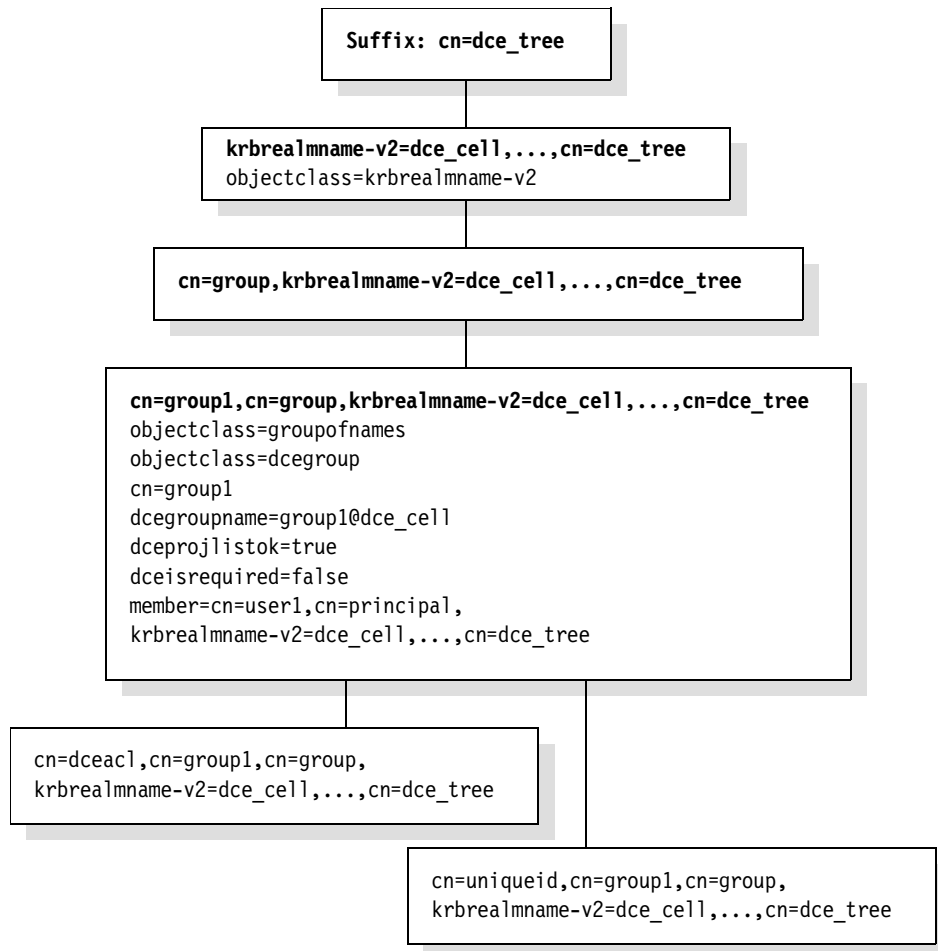 Suffix: cn=dce_tree
krbrealmname-v2=dce_cell,...,cn=dce_tree
objectclass=krbrealmname-v2
cn=group,krbrealmname-v2=dce_cell,...,cn=dce_tree
cn=group1,cn=group,krbrealmname-v2=dce_cell,...,cn=dce_tree
objectclass=groupofnames
objectclass=dcegroup
cn=group1
dcegroupname=group1@dce_cell
dceprojlistok=true
dceisrequired=false
member=cn=user1,cn=principal,
krbrealmname-v2=dce_cell,...,cn=dce_tree
cn=dceacl,cn=group1,cn=group,
krbrealmname-v2=dce_cell,...,cn=dce_tree
cn=uniqueid,cn=group1,cn=group,
krbrealmname-v2=dce_cell,...,cn=dce_tree